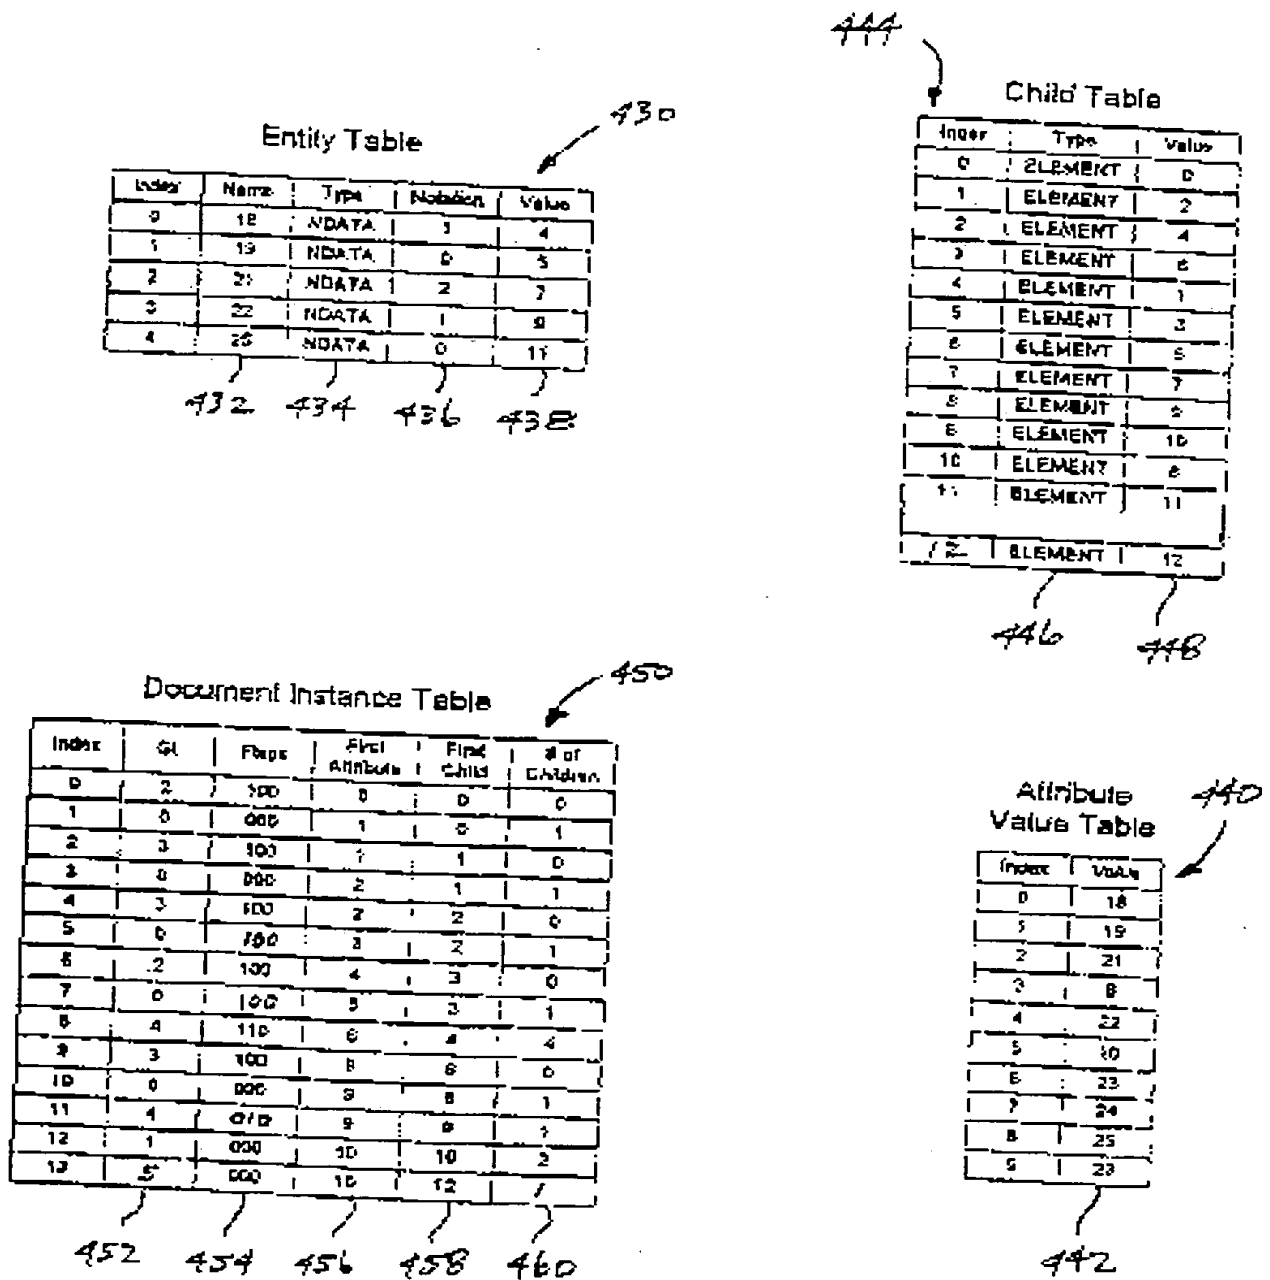 444
Child Table
Index Type Value
0 ELEMENT 0
1 ELEMENT 2
2 ELEMENT 4
3 ELEMENT 6
4 ELEMENT 1
5 ELEMENT 3
6 ELEMENT 5
7 ELEMENT 7
8 ELEMENT 9
9 ELEMENT 10
10 ELEMENT 8
11 ELEMENT 11
12 ELEMENT 12
446 448
430
Entity Table
Index Name Type Notation Value
0 18 NDATA 1 4
1 19 NDATA 0 5
2 21 NDATA 2 7
3 22 NDATA 1 9
4 25 NDATA 0 11
432 434 436 438
450
Document Instance Table
Index GI Flags First Attribute First Child # of Children
0 2 100 0 0 0
1 0 000 1 0 1
2 3 100 1 1 0
3 0 000 2 1 1
4 3 100 2 2 0
5 0 100 3 2 1
6 2 100 4 3 0
7 0 100 5 3 1
8 4 110 6 4 4
9 3 100 8 8 0
10 0 000 9 8 1
11 4 010 9 9
12 1 000 10 10 2
13 5 000 10 12 1
452 454 456 458 460
440
Attribute
Value Table
Index Value
0 18
1 19
2 21
3 8
4 22
5 10
6 23
7 24
8 25
9 23
442